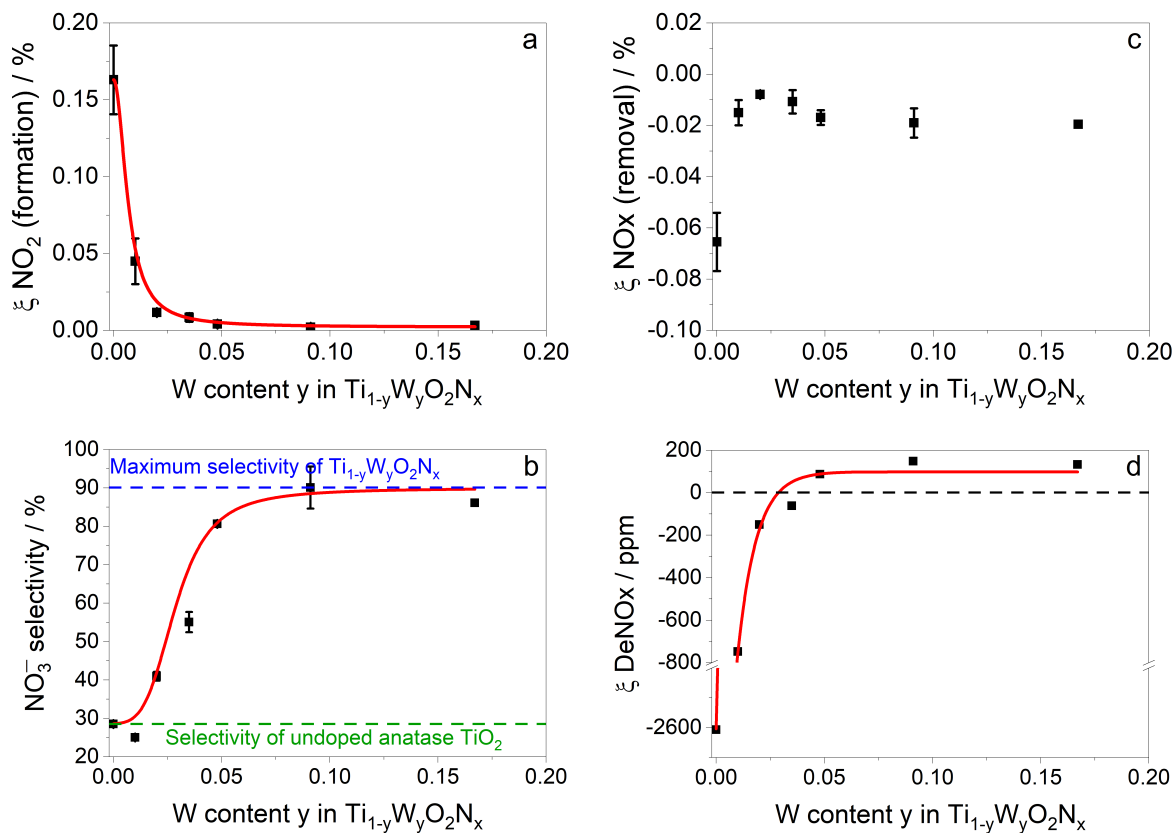 a
0.20
0.15
0.10
0.05
0.00
ξ NO₂ (formation) / %
0.00 0.05 0.10 0.15 0.20
W content y in Ti₁₋yWyO₂Nₓ
c
0.02
0.00
-0.02
-0.04
-0.06
-0.08
-0.10
ξ NOx (removal) / %
0.00 0.05 0.10 0.15 0.20
W content y in Ti₁₋yWyO₂Nₓ
b
100
90
80
70
60
50
40
30
20
NO₃⁻ selectivity / %
Maximum selectivity of Ti₁₋yWyO₂Nₓ
Selectivity of undoped anatase TiO₂
0.00 0.05 0.10 0.15 0.20
W content y in Ti₁₋yWyO₂Nₓ
d
200
0
-200
-400
-600
-800
-2600
ξ DeNOx / ppm
0.00 0.05 0.10 0.15 0.20
W content y in Ti₁₋yWyO₂Nₓ